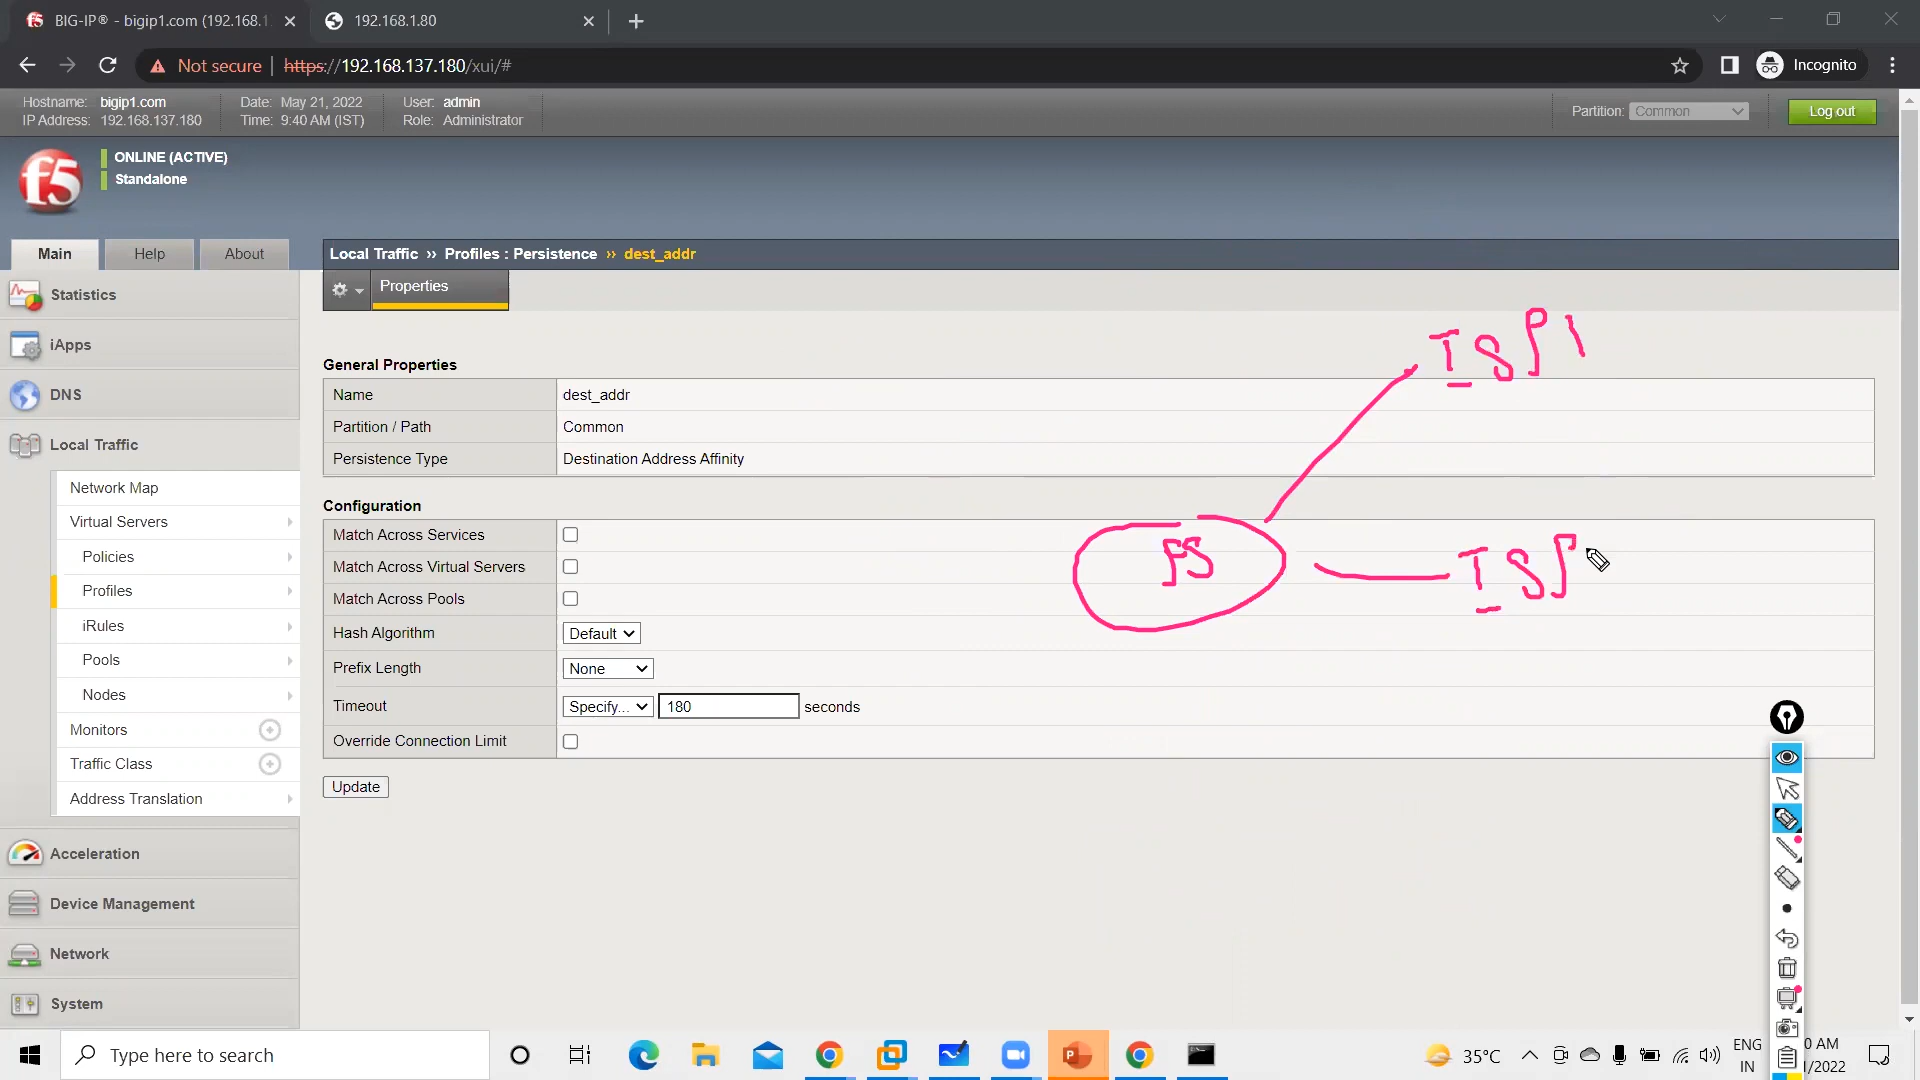 BIG-IP® - bigip1.com (192.168.1
192.168.1.80
Not secure
https://192.168.137.180/xui/#
Incognito
Hostname: bigip1.com
IP Address: 192.168.137.180
Date: May 21, 2022
Time: 9:40 AM (IST)
User: admin
Role: Administrator
Partition: Common
Log out
f5
ONLINE (ACTIVE)
Standalone
Main
Help
About
Local Traffic ›› Profiles : Persistence ›› dest_addr
Properties
Statistics
iApps
DNS
Local Traffic
Network Map
Virtual Servers
Policies
Profiles
iRules
Pools
Nodes
Monitors
Traffic Class
Address Translation
Acceleration
Device Management
Network
System
General Properties
Name dest_addr
Partition / Path Common
Persistence Type Destination Address Affinity
Configuration
Match Across Services
Match Across Virtual Servers
Match Across Pools
Hash Algorithm Default
Prefix Length None
Timeout Specify... 180 seconds
Override Connection Limit
Update
ISP1
F5
ISP
Type here to search
35°C
ENG
IN
0 AM
1/2022